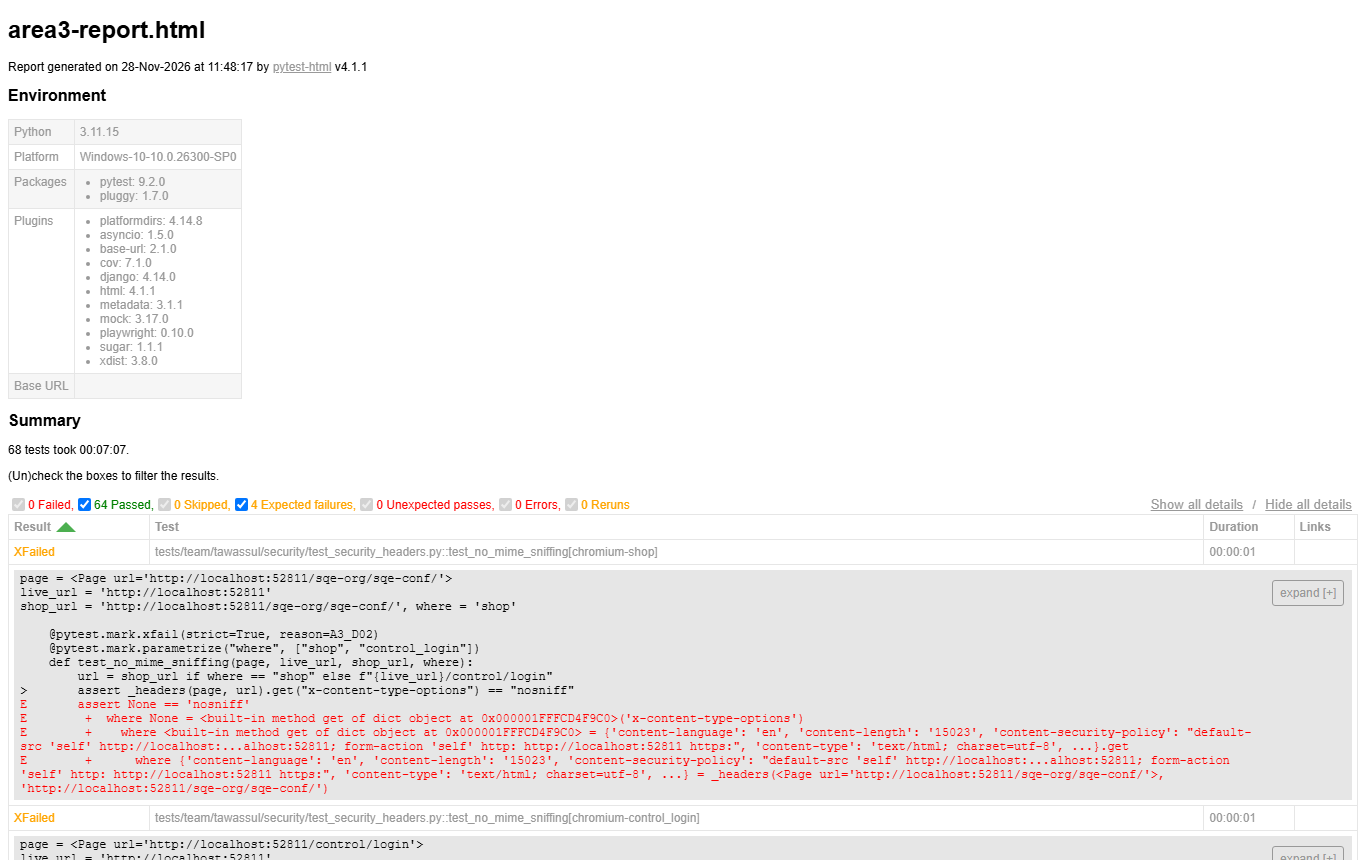 area3-report.html
Report generated on 28-Nov-2026 at 11:48:17 by pytest-html v4.1.1
Environment
Python 3.11.15
Platform Windows-10-10.0.26300-SP0
Packages
pytest: 9.2.0
pluggy: 1.7.0
Plugins
platformdirs: 4.14.8
asyncio: 1.5.0
base-url: 2.1.0
cov: 7.1.0
django: 4.14.0
html: 4.1.1
metadata: 3.1.1
mock: 3.17.0
playwright: 0.10.0
sugar: 1.1.1
xdist: 3.8.0
Base URL
Summary
68 tests took 00:07:07.
(Un)check the boxes to filter the results.
0 Failed, 64 Passed, 0 Skipped, 4 Expected failures, 0 Unexpected passes, 0 Errors, 0 Reruns Show all details / Hide all details
Result Test Duration Links
XFailed tests/team/tawassul/security/test_security_headers.py::test_no_mime_sniffing[chromium-shop] 00:00:01
page = <Page url='http://localhost:52811/sqe-org/sqe-conf/'>
expand [+]
live_url = 'http://localhost:52811'
shop_url = 'http://localhost:52811/sqe-org/sqe-conf/', where = 'shop'
@pytest.mark.xfail(strict=True, reason=A3_D02)
@pytest.mark.parametrize("where", ["shop", "control_login"])
def test_no_mime_sniffing(page, live_url, shop_url, where):
url = shop_url if where == "shop" else f"{live_url}/control/login"
> assert _headers(page, url).get("x-content-type-options") == "nosniff"
E assert None == 'nosniff'
E + where None = <built-in method get of dict object at 0x000001FFFCD4F9C0>('x-content-type-options')
E + where <built-in method get of dict object at 0x000001FFFCD4F9C0> = {'content-language': 'en', 'content-length': '15023', 'content-security-policy': "default-
src 'self' http://localhost:...alhost:52811; form-action 'self' http: http://localhost:52811 https:", 'content-type': 'text/html; charset=utf-8', ...}.get
E + where {'content-language': 'en', 'content-length': '15023', 'content-security-policy': "default-src 'self' http://localhost:...alhost:52811; form-action
'self' http: http://localhost:52811 https:", 'content-type': 'text/html; charset=utf-8', ...} = _headers(<Page url='http://localhost:52811/sqe-org/sqe-conf/'>,
'http://localhost:52811/sqe-org/sqe-conf/')
XFailed tests/team/tawassul/security/test_security_headers.py::test_no_mime_sniffing[chromium-control_login] 00:00:01
page = <Page url='http://localhost:52811/control/login'>
expand [+]
live_url = 'http://localhost:52811'